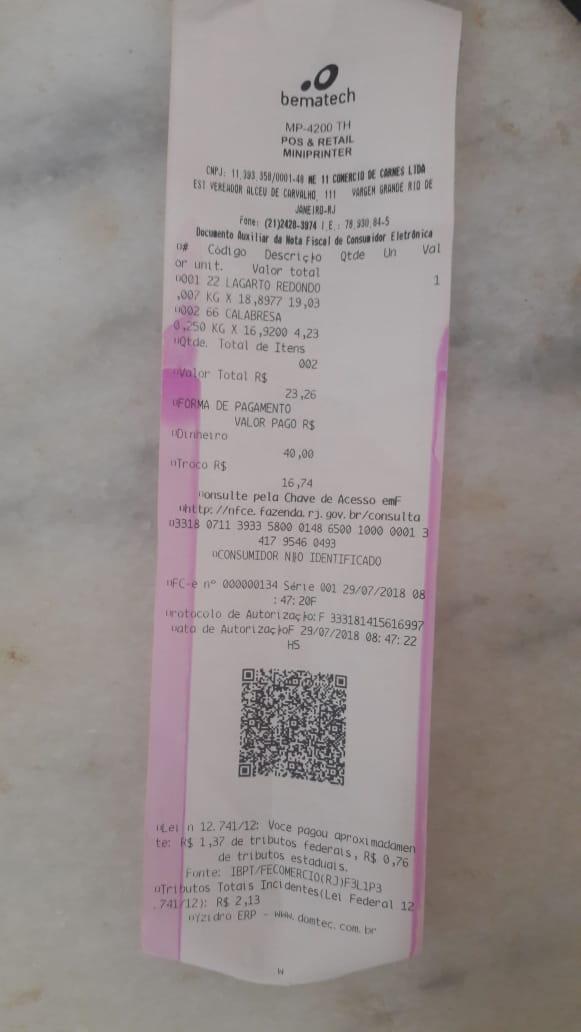 bematech
MP-4200 TH
POS & RETAIL
MINIPRINTER
CNPJ: 11.393.358/0001-48 ME 11 COMERCIO DE CARNES LTDA
EST VEREADOR ALCEU DE CARVALHO, 111 VARGEM GRANDE RIO DE
JANEIRO-RJ
Fone: (21)2428-3974 I.E.: 78.930.84-5
Documento Auxiliar da Nota Fiscal de Consumidor Eletrônica
# Código Descrição Qtde Un Val
or unit. Valor total
001 22 LAGARTO REDONDO 1
,007 KG X 18,8977 19,03
002 66 CALABRESA
0,250 KG X 16,9200 4,23
Qtde. Total de Itens
002
Valor Total R$
23,26
FORMA DE PAGAMENTO
VALOR PAGO R$
Dinheiro
40,00
Troco R$
16,74
onsulte pela Chave de Acesso emF
http://nfce.fazenda.rj.gov.br/consulta
3318 0711 3933 5800 0148 6500 1000 0001 3
417 9546 0493
CONSUMIDOR NÃO IDENTIFICADO
FC-e nº 000000134 Série 001 29/07/2018 08
:47:20F
rotocolo de Autorização:F 333181415616997
ata de AutorizaçãoF 29/07/2018 08:47:22
HS
Lei n 12.741/12: Voce pagou aproximadamen
te: R$ 1,37 de tributos federais, R$ 0,76
de tributos estaduais.
Fonte: IBPT/FECOMERCIO(RJ)F3L1P3
Tributos Totais Incidentes(Lei Federal 12
.741/12): R$ 2,13
Yzidro ERP - www.domtec.com.br
W